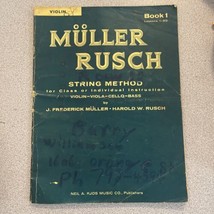 VIOLIN
Book 1
MÜLLER
RUSCH
STRING METHOD
for Class or Individual Instruction
VIOLIN–VIOLA–CELLO–BASS
by
J. FREDERICK MÜLLER • HAROLD W. RUSCH
NEIL A. KJOS MUSIC CO., Publishers